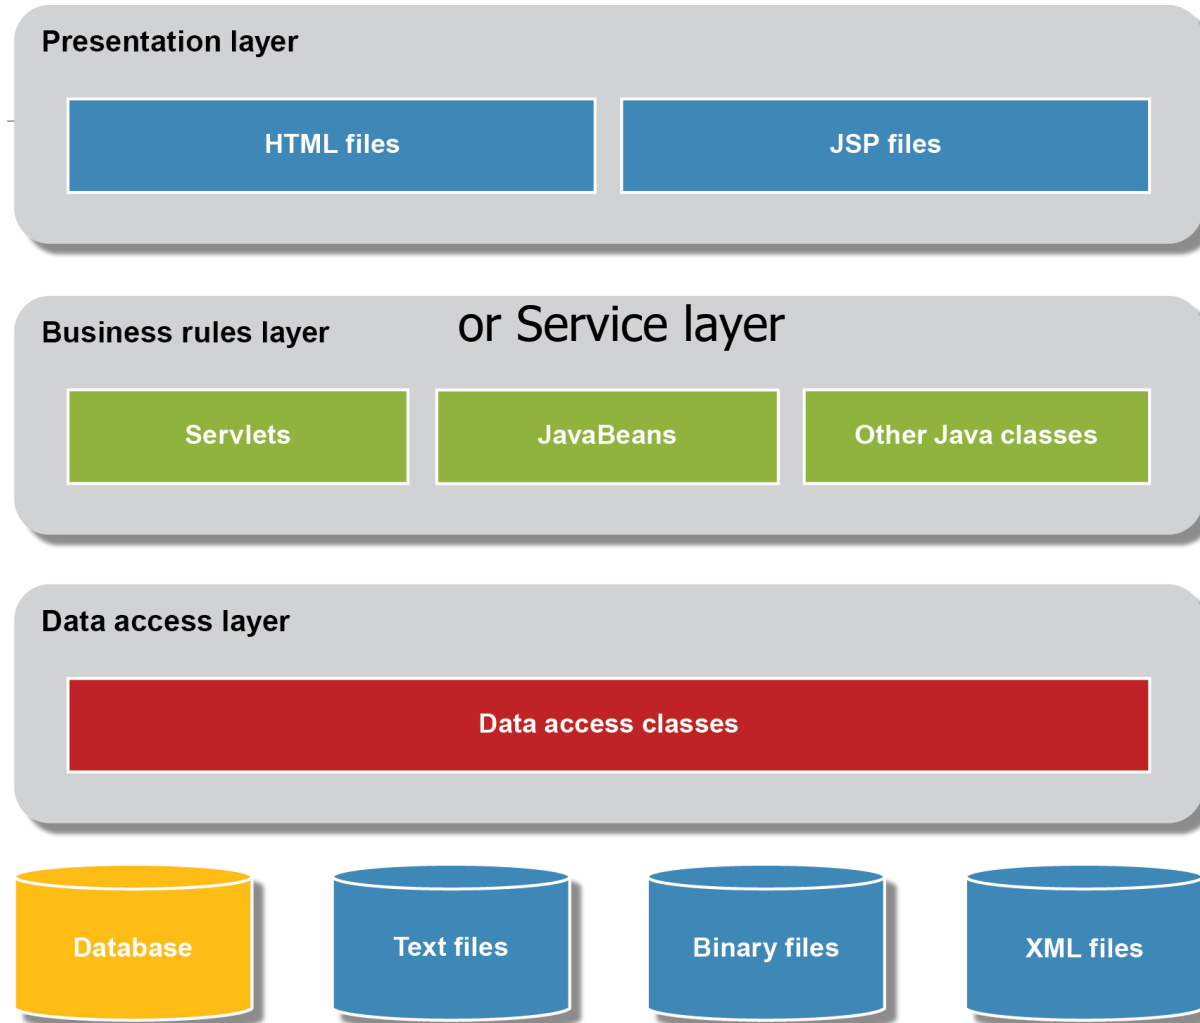 Presentation layer
HTML files
JSP files
Business rules layer
or Service layer
Servlets
JavaBeans
Other Java classes
Data access layer
Data access classes
Database
Text files
Binary files
XML files